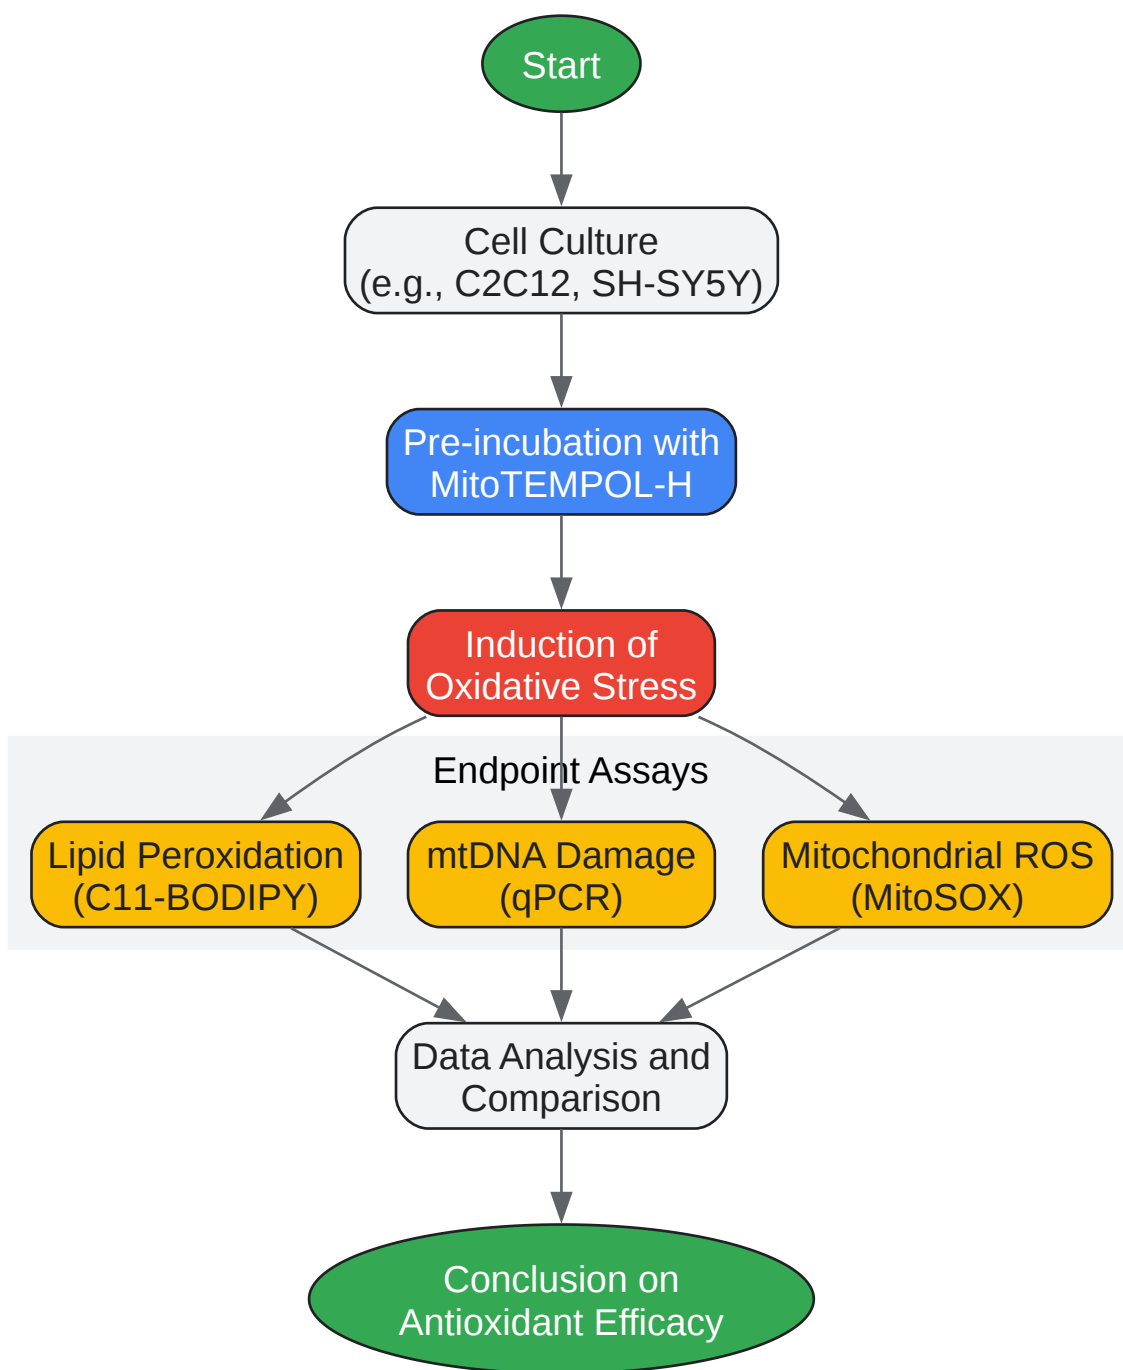 Start
Cell Culture
(e.g., C2C12, SH-SY5Y)
Pre-incubation with
MitoTEMPOL-H
Induction of
Oxidative Stress
Endpoint Assays
Lipid Peroxidation
(C11-BODIPY)
mtDNA Damage
(qPCR)
Mitochondrial ROS
(MitoSOX)
Data Analysis and
Comparison
Conclusion on
Antioxidant Efficacy